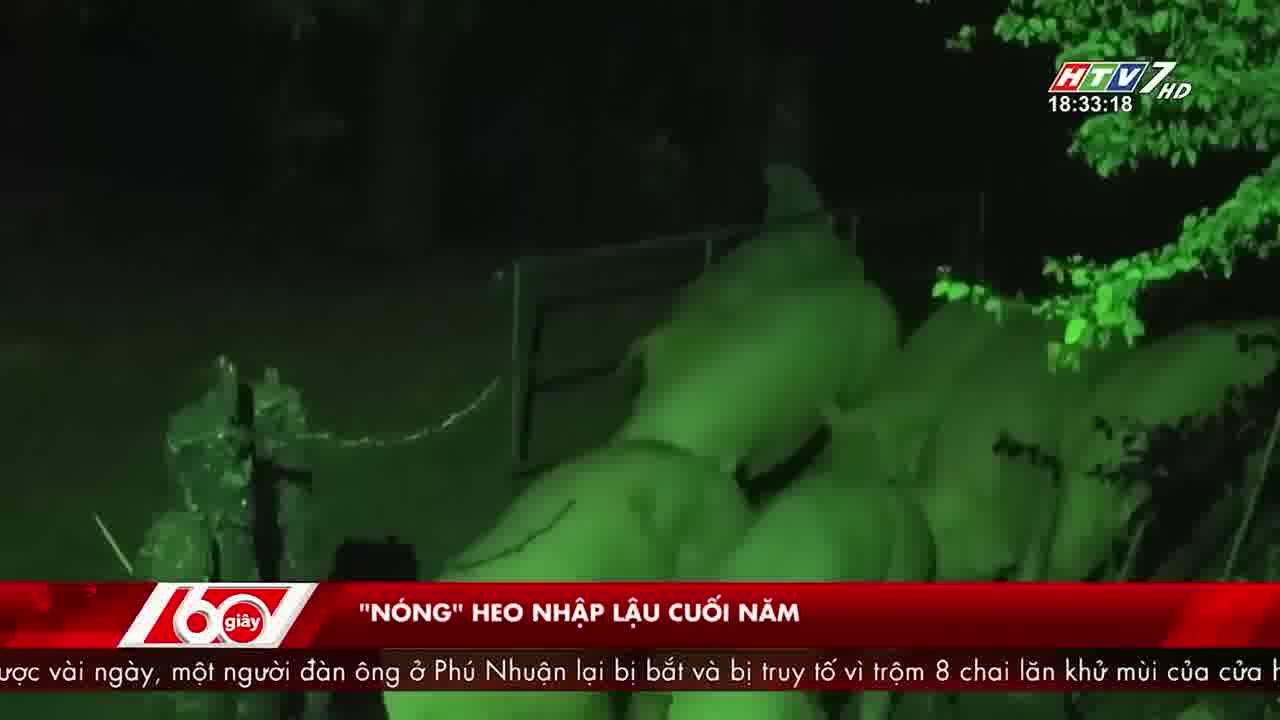 HTV7 HD
18:33:18
60 giây
"NÓNG" HEO NHẬP LẬU CUỐI NĂM
ược vài ngày, một người đàn ông ở Phú Nhuận lại bị bắt và bị truy tố vì trộm 8 chai lăn khử mùi của cửa h